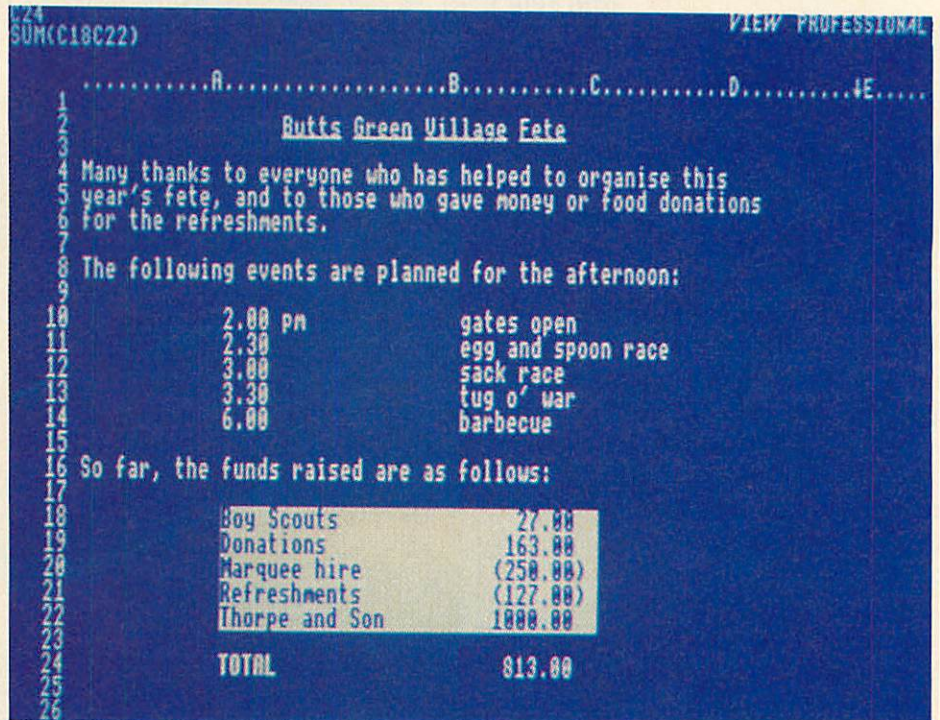 C24 VIEW PROFESSIONAL
SUM(C18C22)
...........A...................B...........C...........D.........↓E.....
1
2 Butts Green Village Fete
3
4 Many thanks to everyone who has helped to organise this
5 year's fete, and to those who gave money or food donations
6 for the refreshments.
7
8 The following events are planned for the afternoon:
9
10 2.00 pm gates open
11 2.30 egg and spoon race
12 3.00 sack race
13 3.30 tug o' war
14 6.00 barbecue
15
16 So far, the funds raised are as follows:
17
18 Boy Scouts 27.00
19 Donations 163.00
20 Marquee hire (250.00)
21 Refreshments (127.00)
22 Thorpe and Son 1000.00
23
24 TOTAL 813.00
25
26